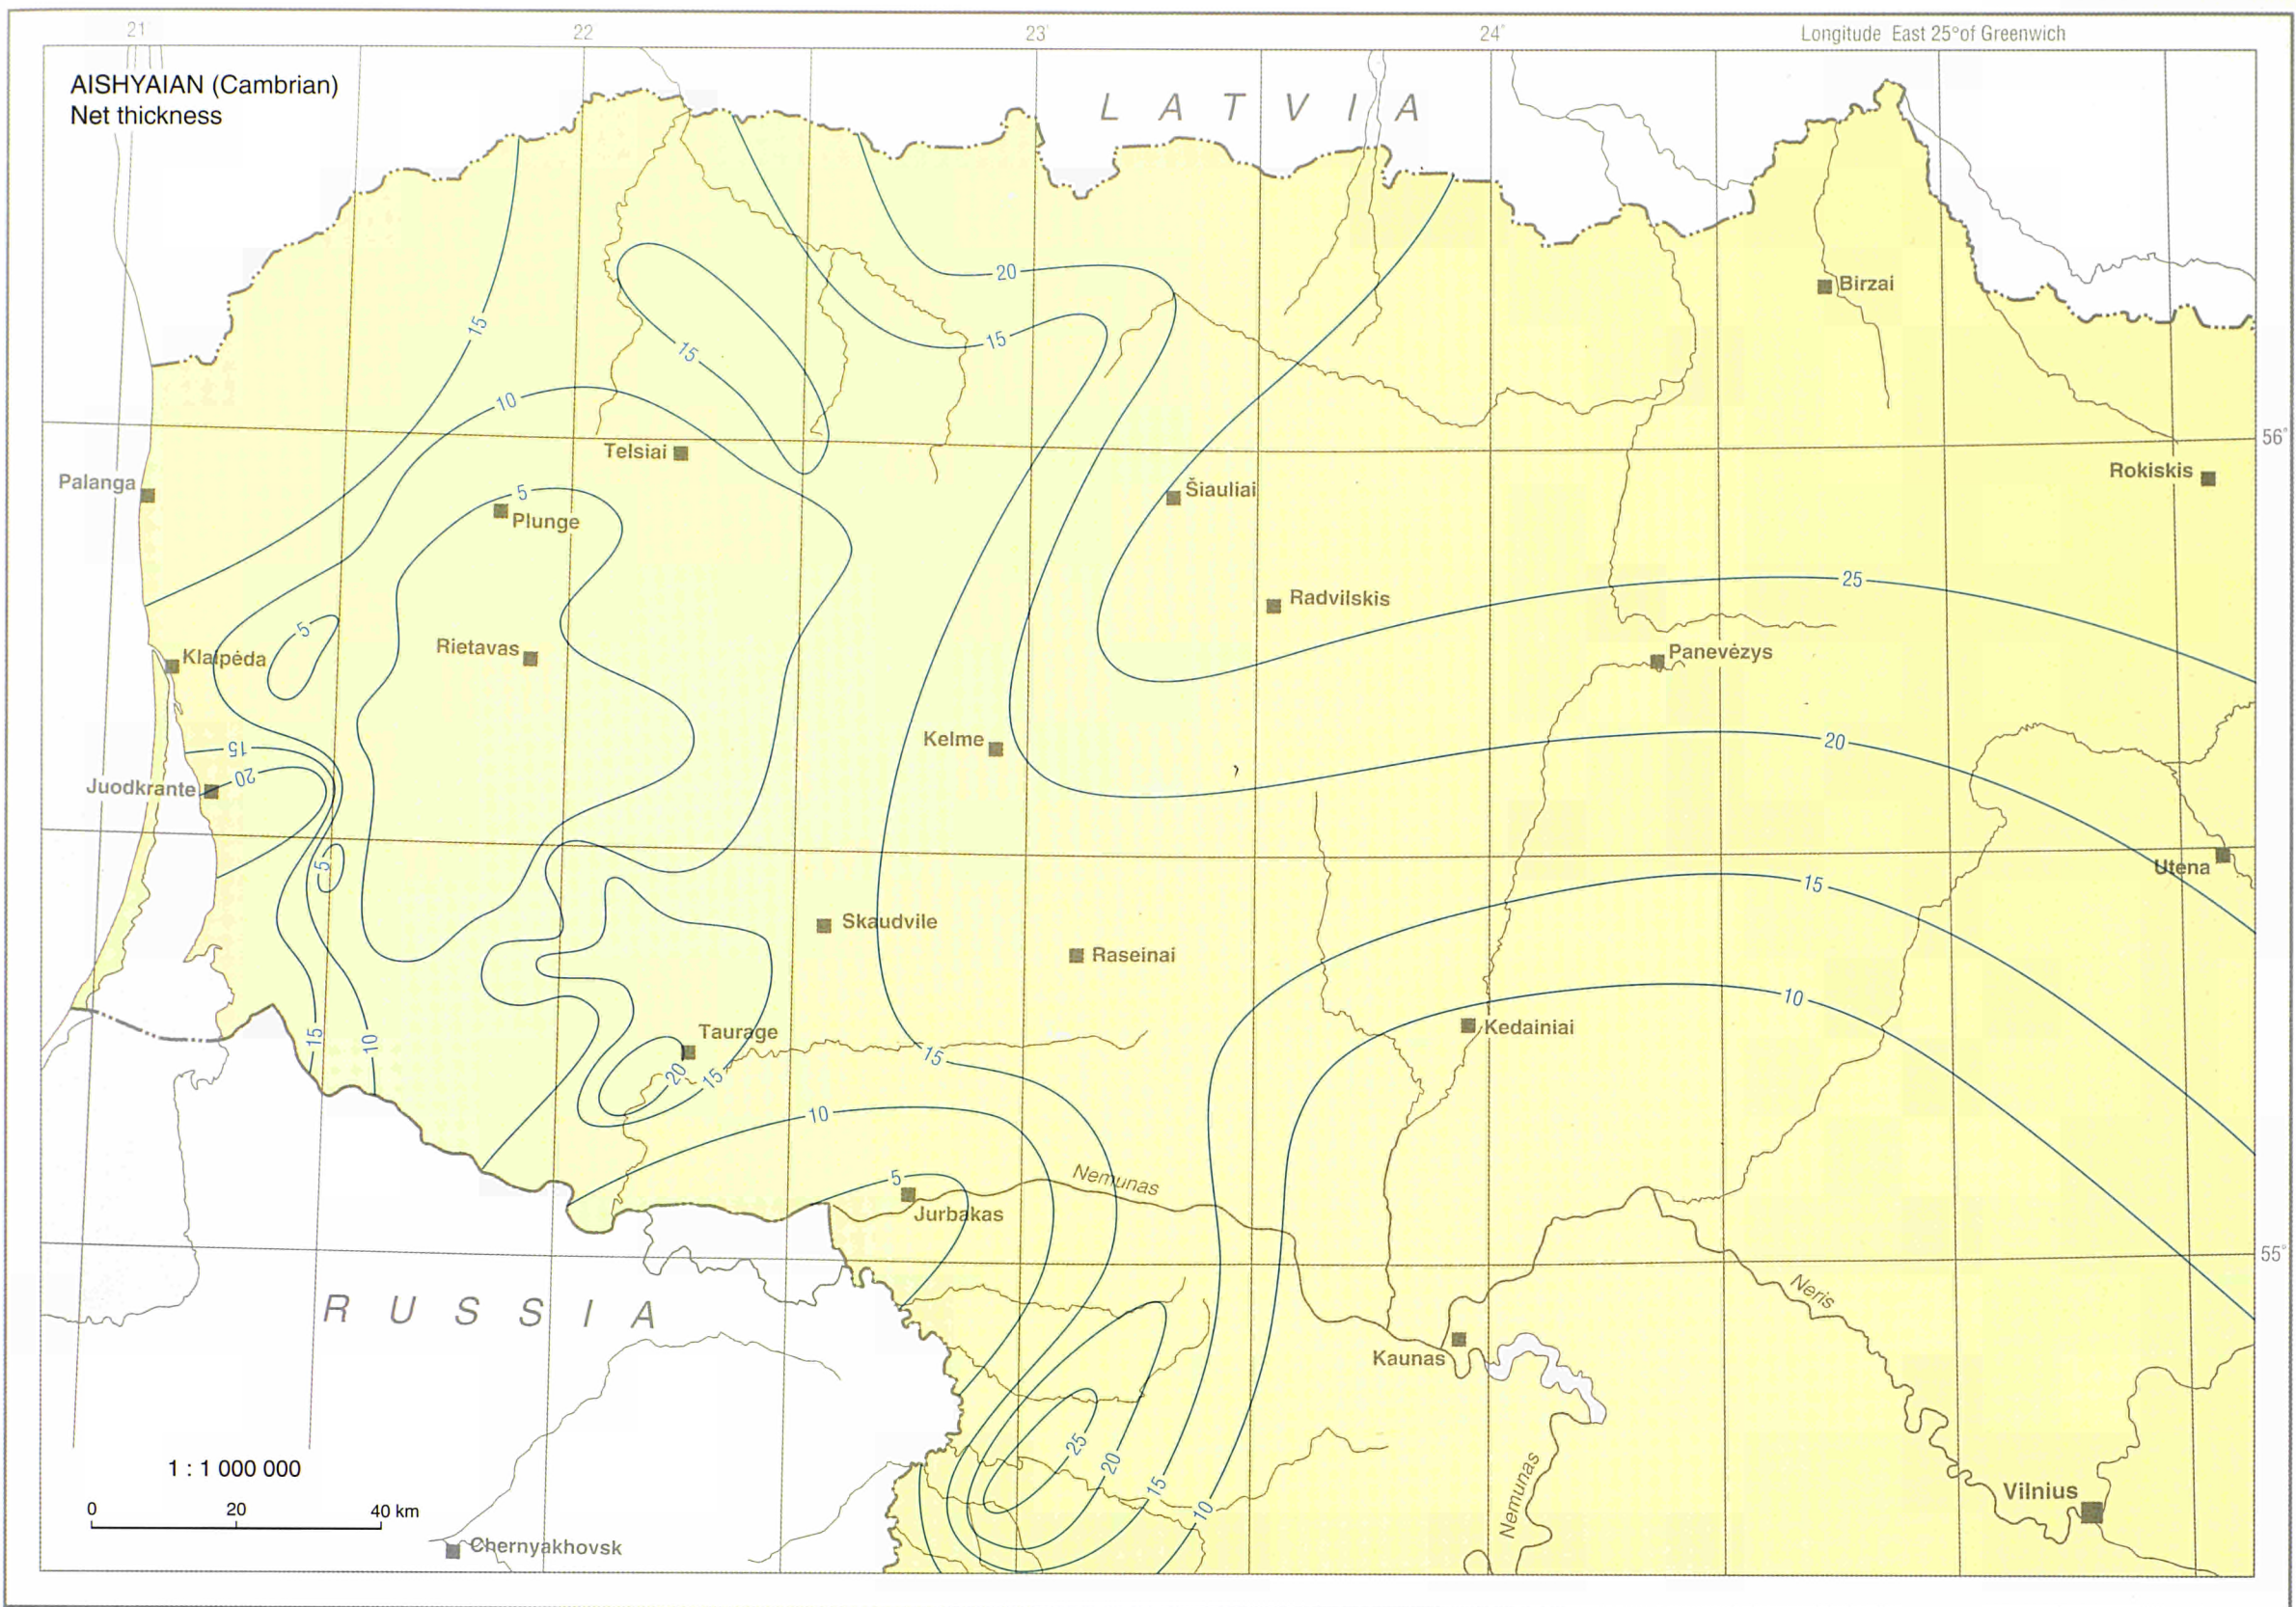 21
22
23°
24°
Longitude East 25°of Greenwich
AISHYAIAN (Cambrian)
Net thickness
LATVIA
Birzai
20
15
15
15
10
56°
Telsiai
Rokiskis
Palanga
Šiauliai
5
Plunge
25
Radvilskis
5
Rietavas
Klaipėda
Panevėzys
Kelme
20
15
20
Juodkrante
5
Utena
15
Skaudvile
Raseinai
10
Kedainiai
Taurage
15
10
15
20
15
10
Nemunas
5
Jurbakas
55°
Neris
RUSSIA
Kaunas
25
20
15
10
Nemunas
1 : 1 000 000
Vilnius
0 20 40 km
Chernyakhovsk